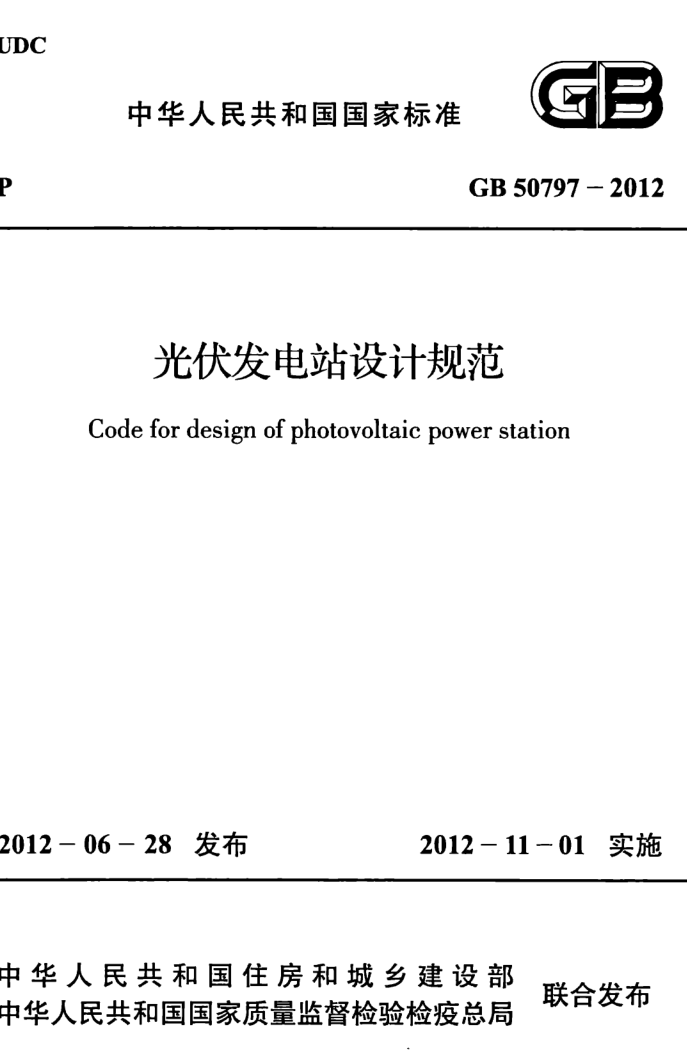 UDC
中华人民共和国国家标准
GB
P
GB 50797-2012
光伏发电站设计规范
Code for design of photovoltaic power station
2012-06-28 发布
2012-11-01 实施
中华人民共和国住房和城乡建设部
中华人民共和国国家质量监督检验检疫总局
联合发布